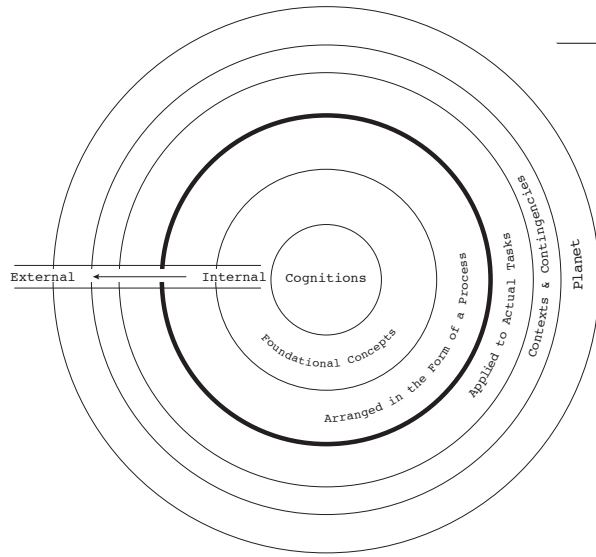 External
Internal
Cognitions
Foundational Concepts
Arranged in the Form of a Process
Applied to Actual Tasks
Contexts & Contingencies
Planet